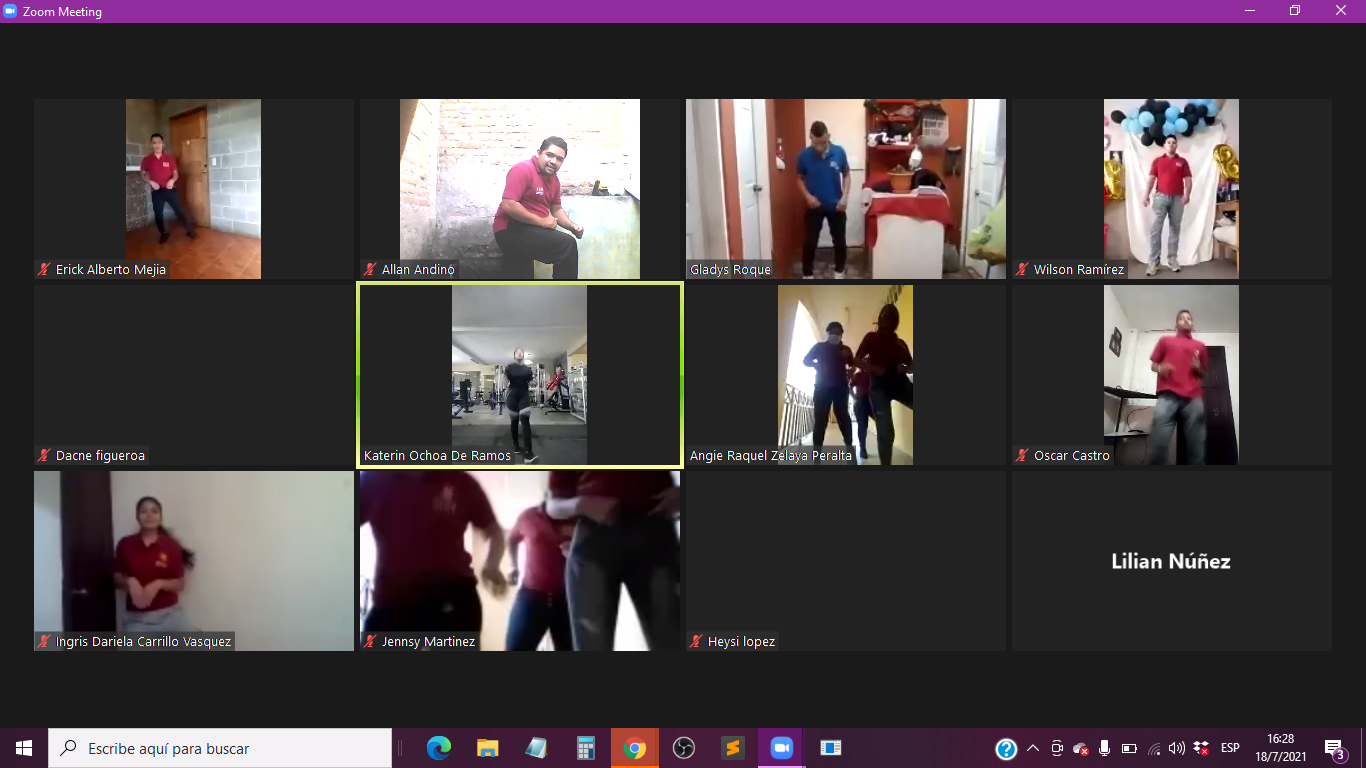 Zoom Meeting
Erick Alberto Mejia
Allan Andino
Gladys Roque
Wilson Ramírez
Dacne figueroa
Katerin Ochoa De Ramos
Angie Raquel Zelaya Peralta
Oscar Castro
Ingris Dariela Carrillo Vasquez
Jennsy Martinez
Heysi lopez
Lilian Núñez
Escribe aquí para buscar
ESP
16:28
18/7/2021
3